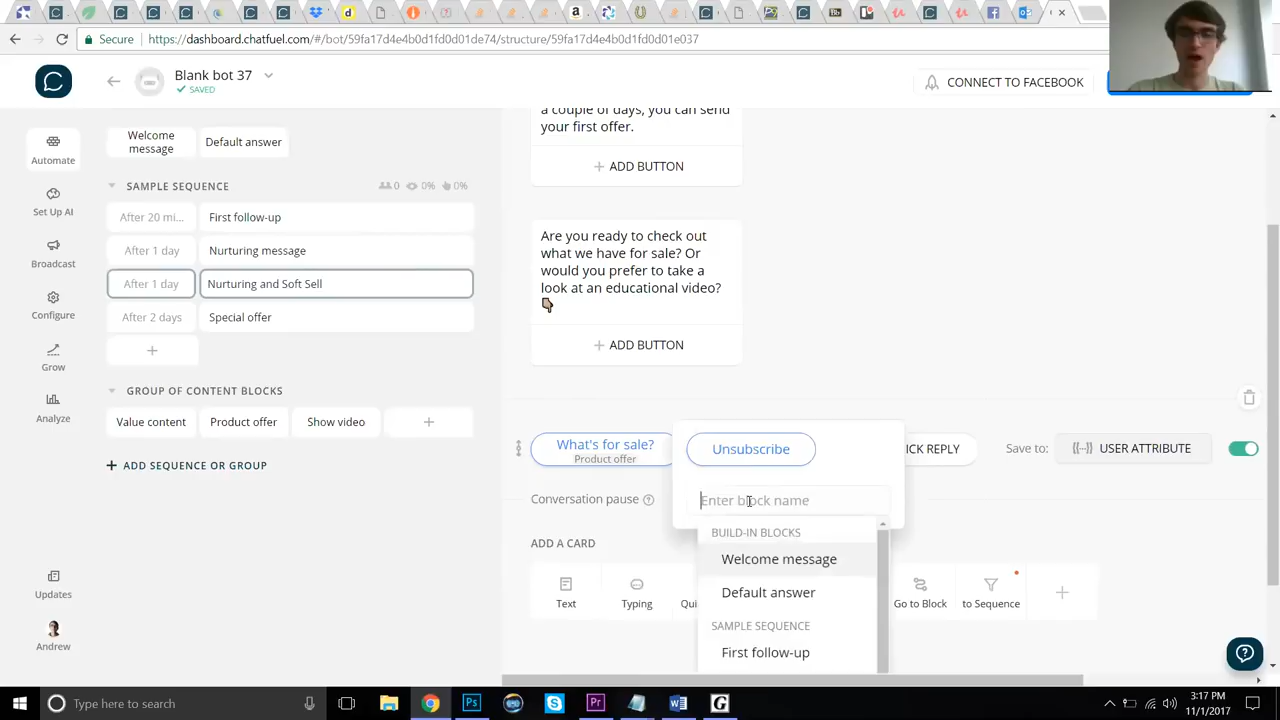 Secure
https://dashboard.chatfuel.com/#/bot/59fa17d4e4b0d1fd0d01de74/structure/59fa17d4e4b0d1fd0d01e037
Blank bot 37
SAVED
CONNECT TO FACEBOOK
Automate
Set Up AI
Broadcast
Configure
Grow
Analyze
Updates
Andrew
Welcome
message
Default answer
SAMPLE SEQUENCE
0
0%
0%
After 20 mi...
First follow-up
After 1 day
Nurturing message
After 1 day
Nurturing and Soft Sell
After 2 days
Special offer
+
GROUP OF CONTENT BLOCKS
Value content
Product offer
Show video
+
+ ADD SEQUENCE OR GROUP
a couple of days, you can send
your first offer.
+ ADD BUTTON
Are you ready to check out
what we have for sale? Or
would you prefer to take a
look at an educational video?
+ ADD BUTTON
What's for sale?
Product offer
Unsubscribe
ICK REPLY
Save to:
USER ATTRIBUTE
Conversation pause
Enter block name
BUILD-IN BLOCKS
Welcome message
Default answer
SAMPLE SEQUENCE
First follow-up
ADD A CARD
Text
Typing
Qui
Go to Block
to Sequence
+
Type here to search
3:17 PM
11/1/2017